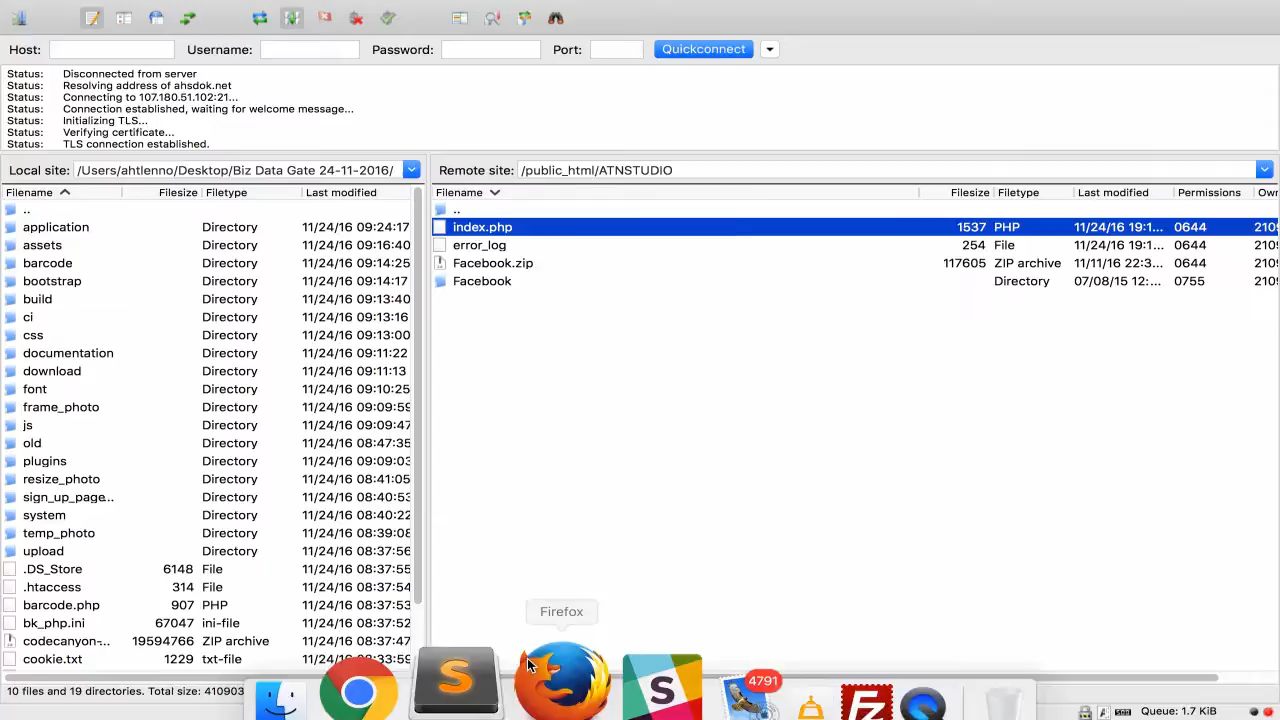 Host: Username: Password: Port: Quickconnect
Status: Disconnected from server
Status: Resolving address of ahsdok.net
Status: Connecting to 107.180.51.102:21...
Status: Connection established, waiting for welcome message...
Status: Initializing TLS...
Status: Verifying certificate...
Status: TLS connection established.
Local site: /Users/ahtlenno/Desktop/Biz Data Gate 24-11-2016/ Remote site: /public_html/ATNSTUDIO
Filename Filesize Filetype Last modified Filename Filesize Filetype Last modified Permissions Own
.. ..
application Directory 11/24/16 09:24:17 index.php 1537 PHP 11/24/16 19:1... 0644 2109
assets Directory 11/24/16 09:16:40 error_log 254 File 11/24/16 19:1... 0644 2109
barcode Directory 11/24/16 09:14:25 Facebook.zip 117605 ZIP archive 11/11/16 22:3... 0644 2109
bootstrap Directory 11/24/16 09:14:17 Facebook Directory 07/08/15 12:... 0755 2109
build Directory 11/24/16 09:13:40
ci Directory 11/24/16 09:13:16
css Directory 11/24/16 09:13:00
documentation Directory 11/24/16 09:11:22
download Directory 11/24/16 09:11:13
font Directory 11/24/16 09:10:25
frame_photo Directory 11/24/16 09:09:59
js Directory 11/24/16 09:09:47
old Directory 11/24/16 08:47:35
plugins Directory 11/24/16 09:09:03
resize_photo Directory 11/24/16 08:41:05
sign_up_page... Directory 11/24/16 08:40:53
system Directory 11/24/16 08:40:22
temp_photo Directory 11/24/16 08:39:08
upload Directory 11/24/16 08:37:56
.DS_Store 6148 File 11/24/16 08:37:55
.htaccess 314 File 11/24/16 08:37:54
barcode.php 907 PHP 11/24/16 08:37:53
Firefox
bk_php.ini 67047 ini-file 11/24/16 08:37:52
codecanyon-... 19594766 ZIP archive 11/24/16 08:37:47
cookie.txt 1229 txt-file 11/24/16 08:33:59
10 files and 19 directories. Total size: 410903
S
S
4791
FZ
Queue: 1.7 KiB